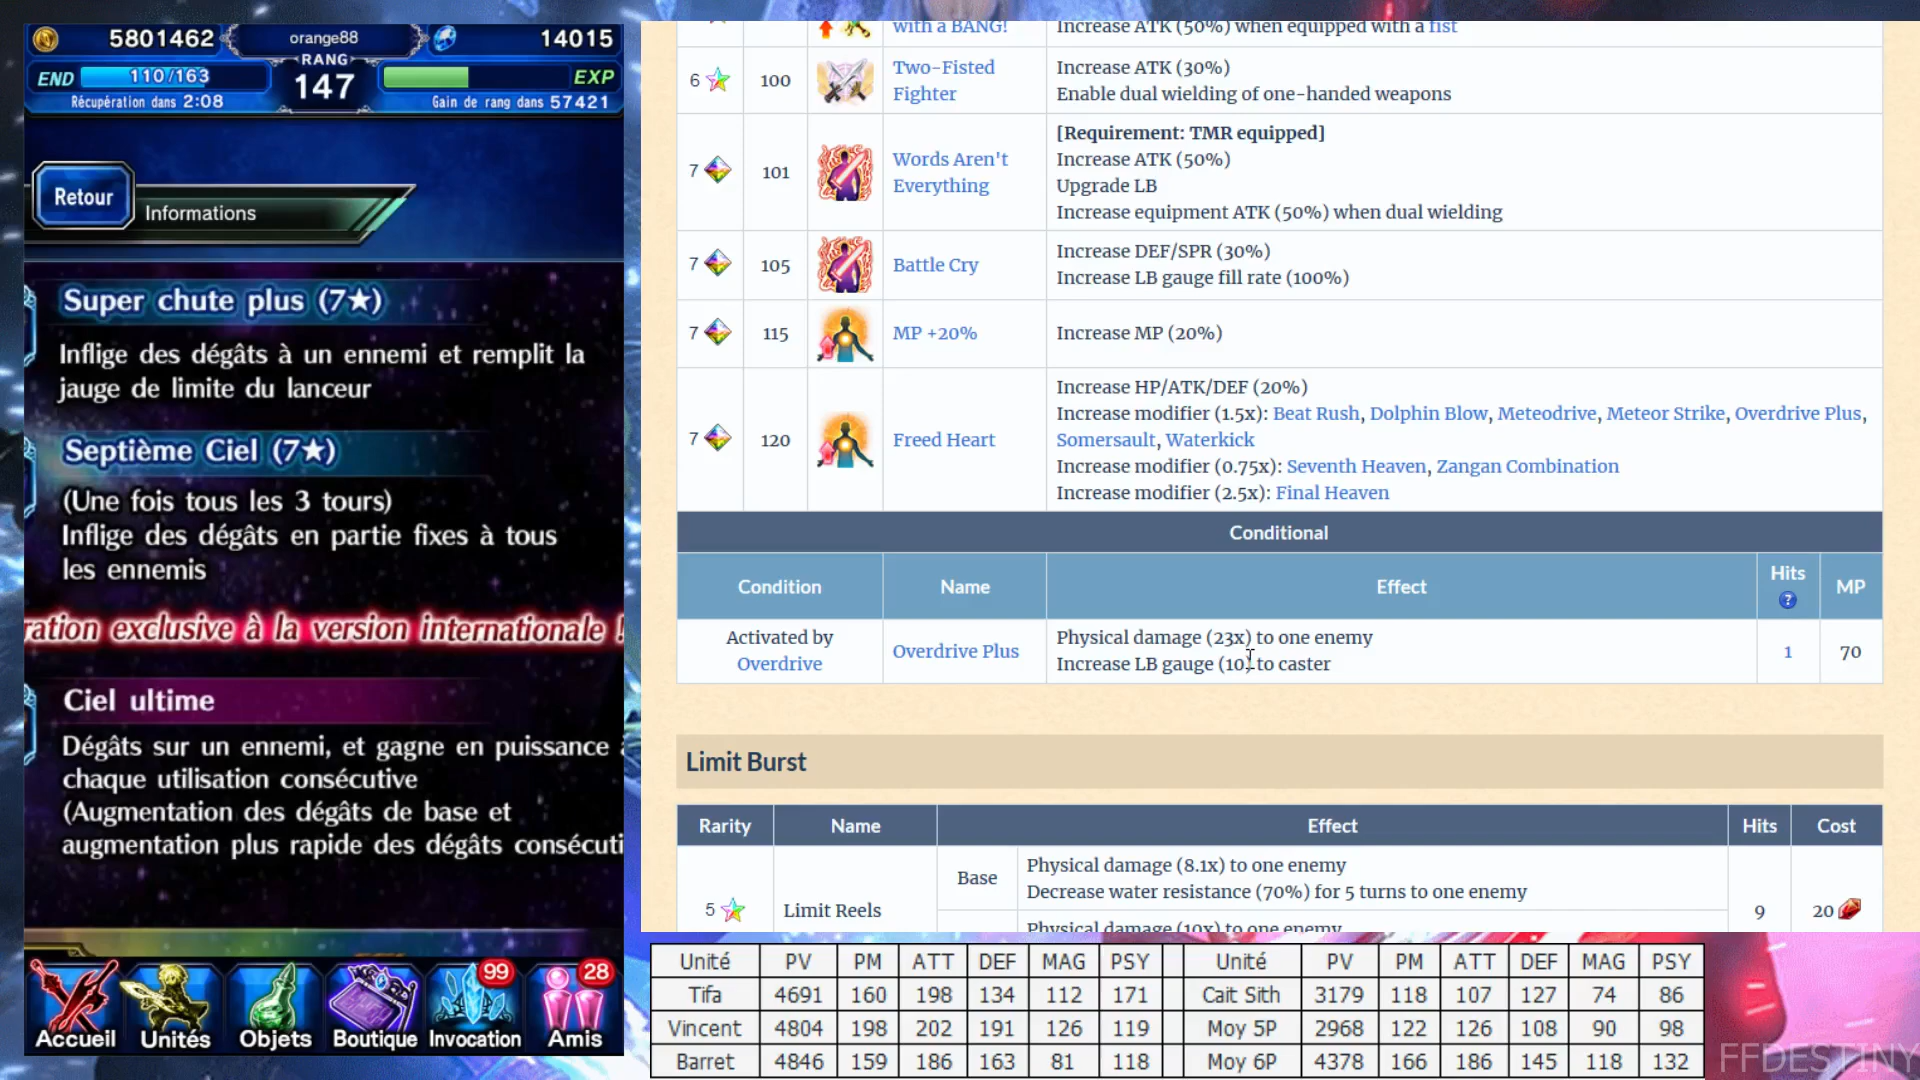 5801462
orange88
14015
RANG
147
END
110/163
EXP
Récupération dans 2:08
Gain de rang dans 57421
Retour
Informations
Super chute plus (7★)
Inflige des dégâts à un ennemi et remplit la
jauge de limite du lanceur
Septième Ciel (7★)
(Une fois tous les 3 tours)
Inflige des dégâts en partie fixes à tous
les ennemis
ration exclusive à la version internationale !
Ciel ultime
Dégâts sur un ennemi, et gagne en puissance
chaque utilisation consécutive
(Augmentation des dégâts de base et
augmentation plus rapide des dégâts consécuti
99
28
Accueil
Unités
Objets
Boutique
Invocation
Amis
with a BANG!
Increase ATK (50%) when equipped with a fist
6
100
Two-Fisted
Fighter
Increase ATK (30%)
Enable dual wielding of one-handed weapons
7
101
Words Aren't
Everything
[Requirement: TMR equipped]
Increase ATK (50%)
Upgrade LB
Increase equipment ATK (50%) when dual wielding
7
105
Battle Cry
Increase DEF/SPR (30%)
Increase LB gauge fill rate (100%)
7
115
MP +20%
Increase MP (20%)
7
120
Freed Heart
Increase HP/ATK/DEF (20%)
Increase modifier (1.5x): Beat Rush, Dolphin Blow, Meteodrive, Meteor Strike, Overdrive Plus,
Somersault, Waterkick
Increase modifier (0.75x): Seventh Heaven, Zangan Combination
Increase modifier (2.5x): Final Heaven
Conditional
Condition Name Effect Hits ? MP
Activated by
Overdrive
Overdrive Plus
Physical damage (23x) to one enemy
Increase LB gauge (10) to caster
1
70
Limit Burst
Rarity Name Effect Hits Cost
5
Limit Reels
Base
Physical damage (8.1x) to one enemy
Decrease water resistance (70%) for 5 turns to one enemy
Physical damage (10x) to one enemy
9
20
Unité PV PM ATT DEF MAG PSY Unité PV PM ATT DEF MAG PSY
Tifa 4691 160 198 134 112 171 Cait Sith 3179 118 107 127 74 86
Vincent 4804 198 202 191 126 119 Moy 5P 2968 122 126 108 90 98
Barret 4846 159 186 163 81 118 Moy 6P 4378 166 186 145 118 132
FFDESTINY